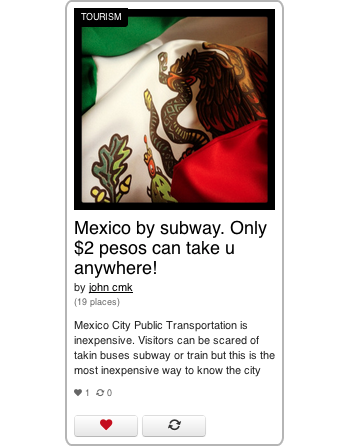 TOURISM
Mexico by subway. Only
$2 pesos can take u
anywhere!
by john cmk
(19 places)
Mexico City Public Transportation is
inexpensive. Visitors can be scared of
takin buses subway or train but this is the
most inexpensive way to know the city
1 0